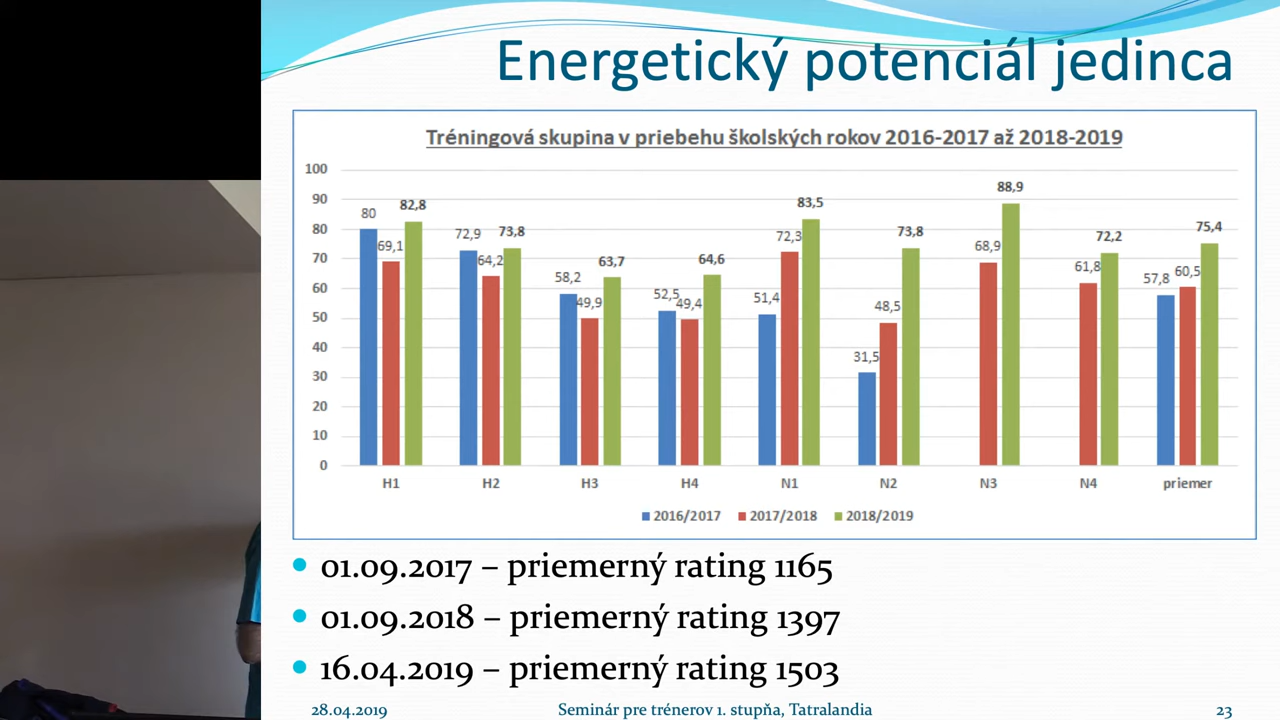 Energetický potenciál jedinca
Tréningová skupina v priebehu školských rokov 2016-2017 až 2018-2019
100
90
80
70
60
50
40
30
20
10
0
80 69,1 82,8
72,9 64,2 73,8
58,2 49,9 63,7
52,5 49,4 64,6
51,4 72,3 83,5
31,5 48,5 73,8
68,9 88,9
61,8 72,2
57,8 60,5 75,4
H1 H2 H3 H4 N1 N2 N3 N4 priemer
2016/2017 2017/2018 2018/2019
01.09.2017 – priemerný rating 1165
01.09.2018 – priemerný rating 1397
16.04.2019 – priemerný rating 1503
28.04.2019 Seminár pre trénerov 1. stupňa, Tatralandia 23